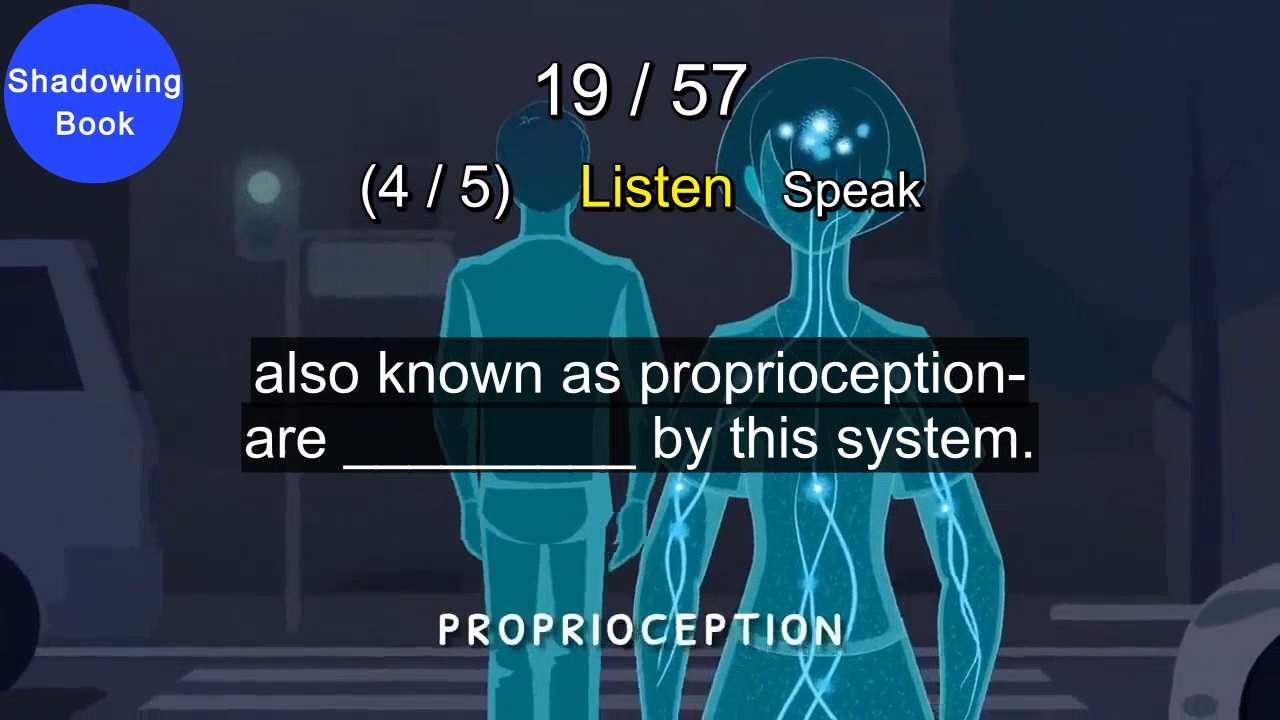 Shadowing
Book
19 / 57
(4 / 5) Listen Speak
also known as proprioception-
are __________ by this system.
PROPRIOCEPTION